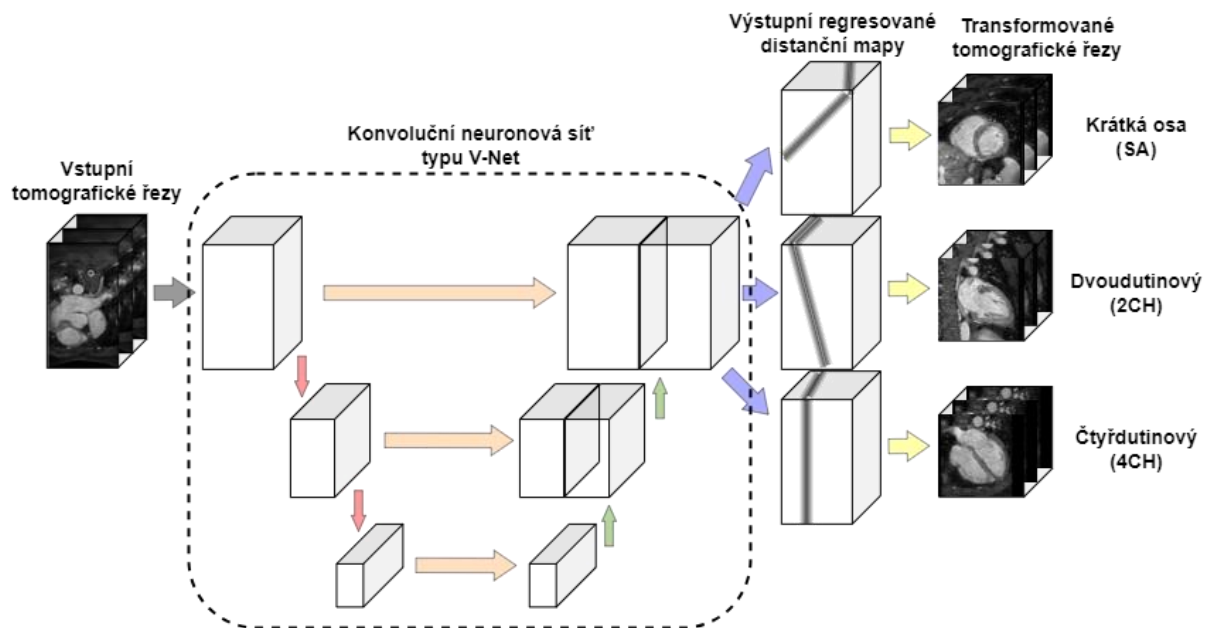 Vstupní
tomografické řezy
Konvoluční neuronová síť
typu V-Net
Výstupní regresované
distanční mapy
Transformované
tomografické řezy
Krátká osa
(SA)
Dvoudutinový
(2CH)
Čtyřdutinový
(4CH)